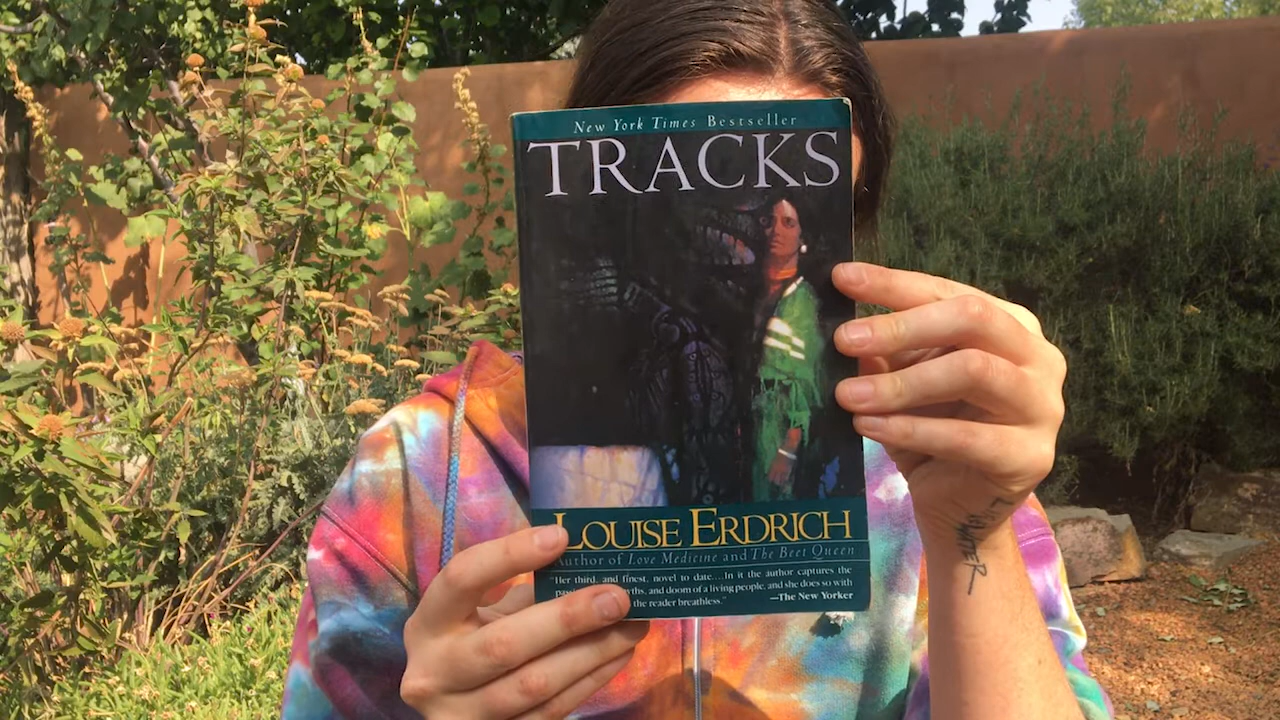 New York Times Bestseller
TRACKS
LOUISE ERDRICH
Author of Love Medicine and The Beet Queen
"Her third, and finest, novel to date....In it the author captures the
ths, and doom of a living people, and she does so with
the reader breathless." —The New Yorker